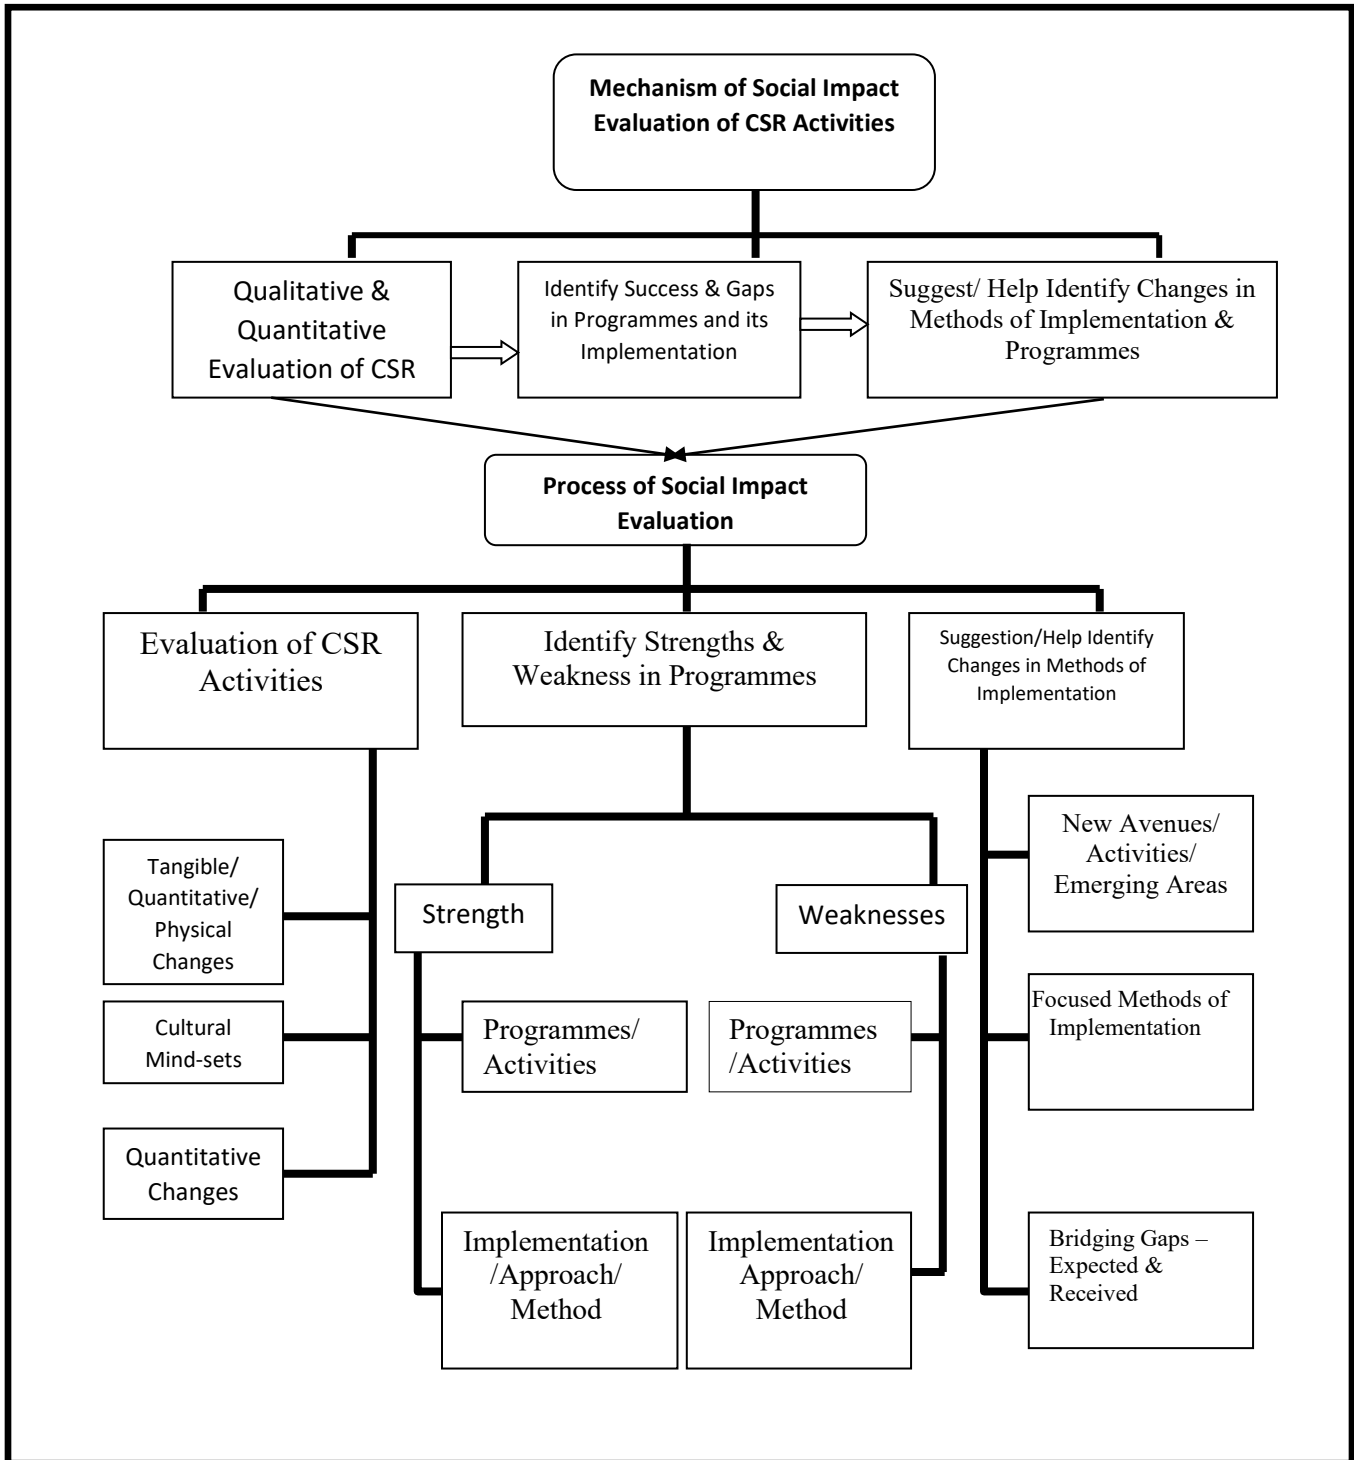 Mechanism of Social Impact
Evaluation of CSR Activities
Qualitative &
Quantitative
Evaluation of CSR
Identify Success & Gaps
in Programmes and its
Implementation
Suggest/ Help Identify Changes in
Methods of Implementation &
Programmes
Process of Social Impact
Evaluation
Evaluation of CSR
Activities
Identify Strengths &
Weakness in Programmes
Suggestion/Help Identify
Changes in Methods of
Implementation
Tangible/
Quantitative/
Physical
Changes
Cultural
Mind-sets
Quantitative
Changes
Strength
Programmes/
Activities
Implementation
/Approach/
Method
Weaknesses
Programmes
/Activities
Implementation
Approach/
Method
New Avenues/
Activities/
Emerging Areas
Focused Methods of
Implementation
Bridging Gaps –
Expected &
Received